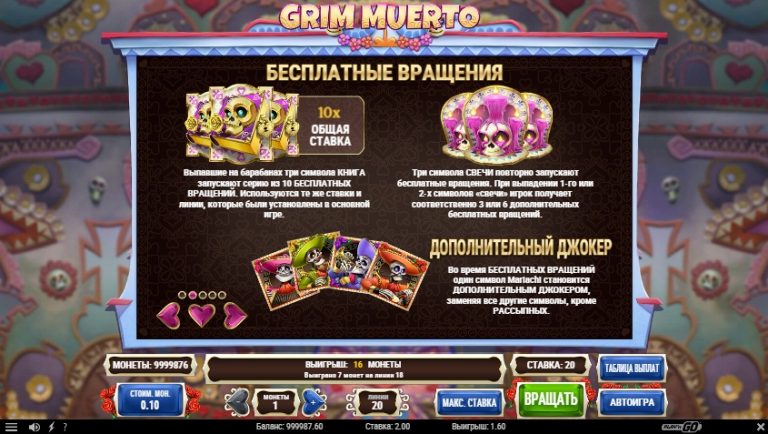 GRIM MUERTO
БЕСПЛАТНЫЕ ВРАЩЕНИЯ
10x
ОБЩАЯ
СТАВКА
Выпавшие на барабанах три символа КНИГА
запускают серию из 10 БЕСПЛАТНЫХ
ВРАЩЕНИЙ. Используются те же ставки и
линии, которые были установлены в основной
игре.
Три символа СВЕЧИ повторно запускают
бесплатные вращения. При выпадении 1-го или
2-х символов «свечи» игрок получает
соответственно 3 или 6 дополнительных
бесплатных вращений.
ДОПОЛНИТЕЛЬНЫЙ ДЖОКЕР
Во время БЕСПЛАТНЫХ ВРАЩЕНИЙ
один символ Mariachi становится
ДОПОЛНИТЕЛЬНЫМ ДЖОКЕРОМ,
заменяя все другие символы, кроме
РАССЫПНЫХ.
МОНЕТЫ: 9999876
ВЫИГРЫШ: 16 МОНЕТЫ
Выиграно 7 монет на линии 18
СТАВКА: 20
ТАБЛИЦА ВЫПЛАТ
СТОИМ. МОН.
0.10
МОНЕТЫ
1
ЛИНИИ
20
МАКС. СТАВКА
ВРАЩАТЬ
АВТОИГРА
Баланс: 999987.60
Ставка: 2.00
Выигрыш: 1.60
PLAY'n GO